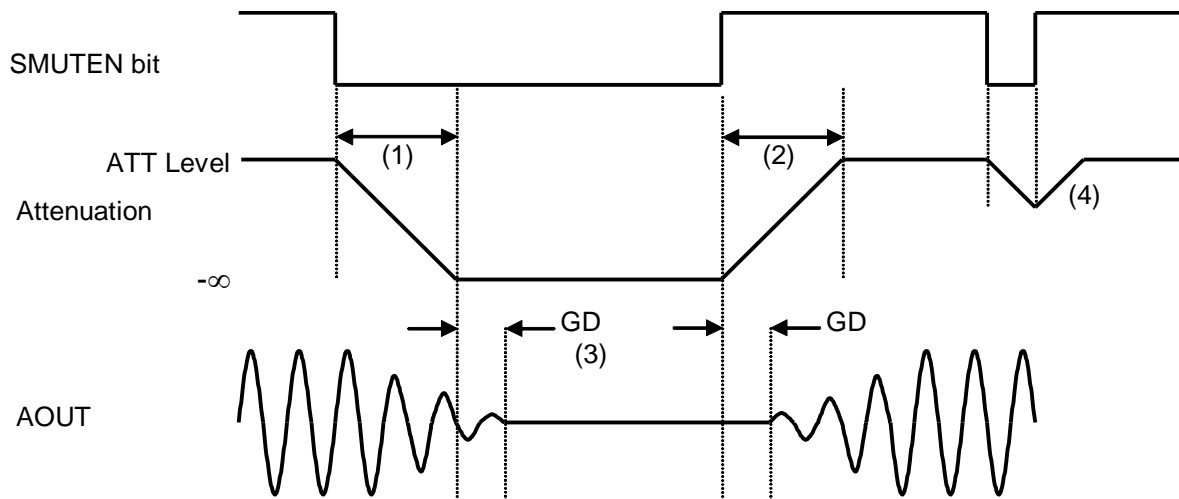 SMUTEN bit
(1)
(2)
ATT Level
Attenuation
(4)
-∞
GD
GD
(3)
AOUT